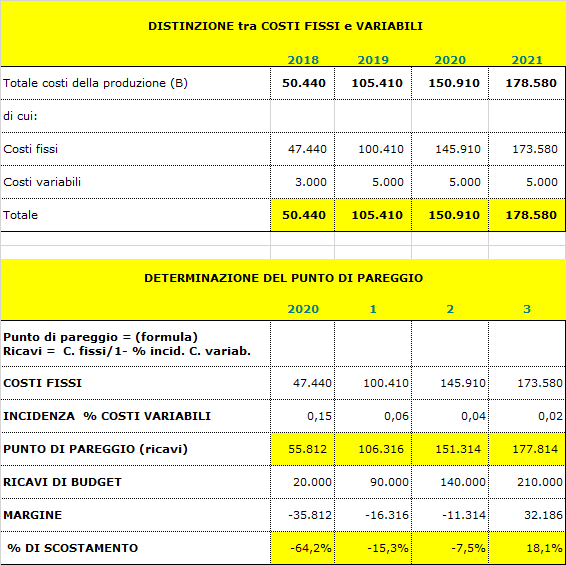 DISTINZIONE tra COSTI FISSI e VARIABILI
2018 2019 2020 2021
Totale costi della produzione (B) 50.440 105.410 150.910 178.580
di cui:
Costi fissi 47.440 100.410 145.910 173.580
Costi variabili 3.000 5.000 5.000 5.000
Totale 50.440 105.410 150.910 178.580
DETERMINAZIONE DEL PUNTO DI PAREGGIO
2020 1 2 3
Punto di pareggio = (formula)
Ricavi = C. fissi/1- % incid. C. variab.
COSTI FISSI 47.440 100.410 145.910 173.580
INCIDENZA % COSTI VARIABILI 0,15 0,06 0,04 0,02
PUNTO DI PAREGGIO (ricavi) 55.812 106.316 151.314 177.814
RICAVI DI BUDGET 20.000 90.000 140.000 210.000
MARGINE -35.812 -16.316 -11.314 32.186
% DI SCOSTAMENTO -64,2% -15,3% -7,5% 18,1%